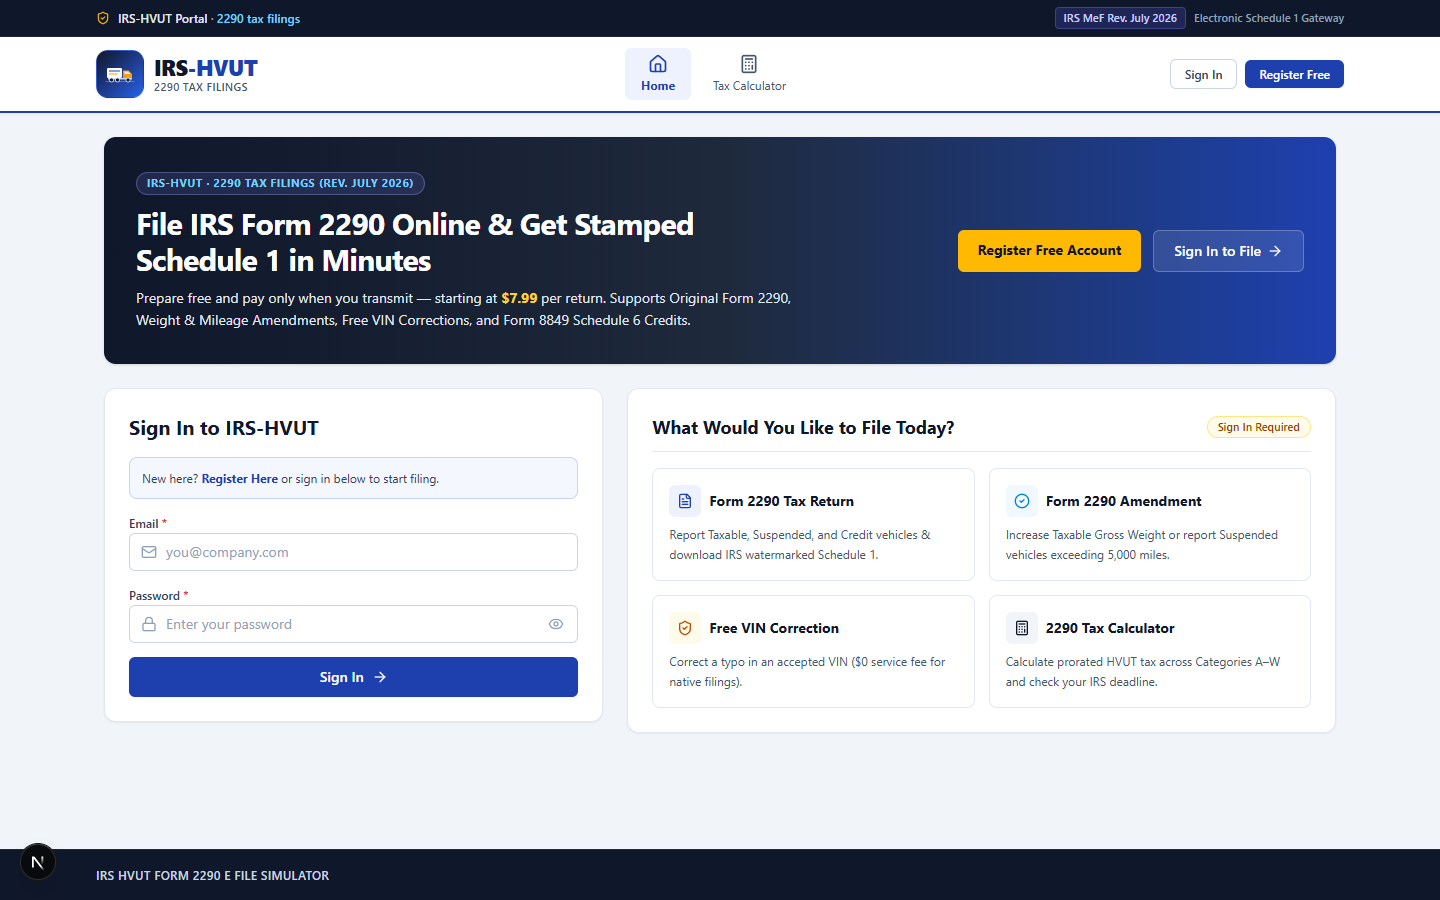 IRS-HVUT Portal · 2290 tax filings
IRS MeF Rev. July 2026
Electronic Schedule 1 Gateway
IRS-HVUT
2290 TAX FILINGS
Home
Tax Calculator
Sign In
Register Free
IRS-HVUT · 2290 TAX FILINGS (REV. JULY 2026)
File IRS Form 2290 Online & Get Stamped
Schedule 1 in Minutes
Prepare free and pay only when you transmit — starting at $7.99 per return. Supports Original Form 2290,
Weight & Mileage Amendments, Free VIN Corrections, and Form 8849 Schedule 6 Credits.
Register Free Account
Sign In to File →
Sign In to IRS-HVUT
New here? Register Here or sign in below to start filing.
Email *
you@company.com
Password *
Enter your password
Sign In →
What Would You Like to File Today?
Sign In Required
Form 2290 Tax Return
Report Taxable, Suspended, and Credit vehicles &
download IRS watermarked Schedule 1.
Form 2290 Amendment
Increase Taxable Gross Weight or report Suspended
vehicles exceeding 5,000 miles.
Free VIN Correction
Correct a typo in an accepted VIN ($0 service fee for
native filings).
2290 Tax Calculator
Calculate prorated HVUT tax across Categories A–W
and check your IRS deadline.
N
IRS HVUT FORM 2290 E FILE SIMULATOR